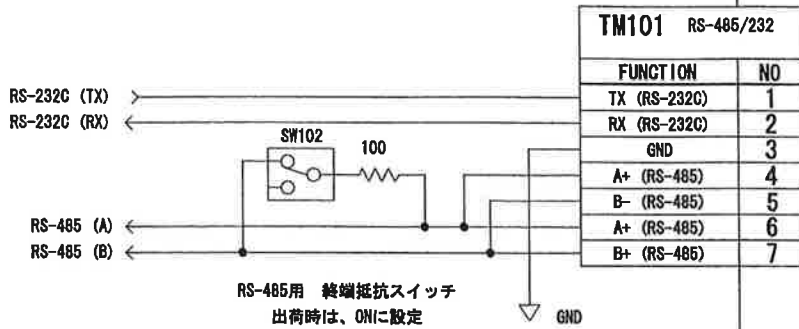 TM101 RS-485/232
FUNCTION NO
RS-232C (TX) TX (RS-232C) 1
RS-232C (RX) RX (RS-232C) 2
SW102 100 GND 3
A+ (RS-485) 4
B- (RS-485) 5
RS-485 (A) A+ (RS-485) 6
RS-485 (B) B+ (RS-485) 7
RS-485用 終端抵抗スイッチ
出荷時は、ONに設定
GND